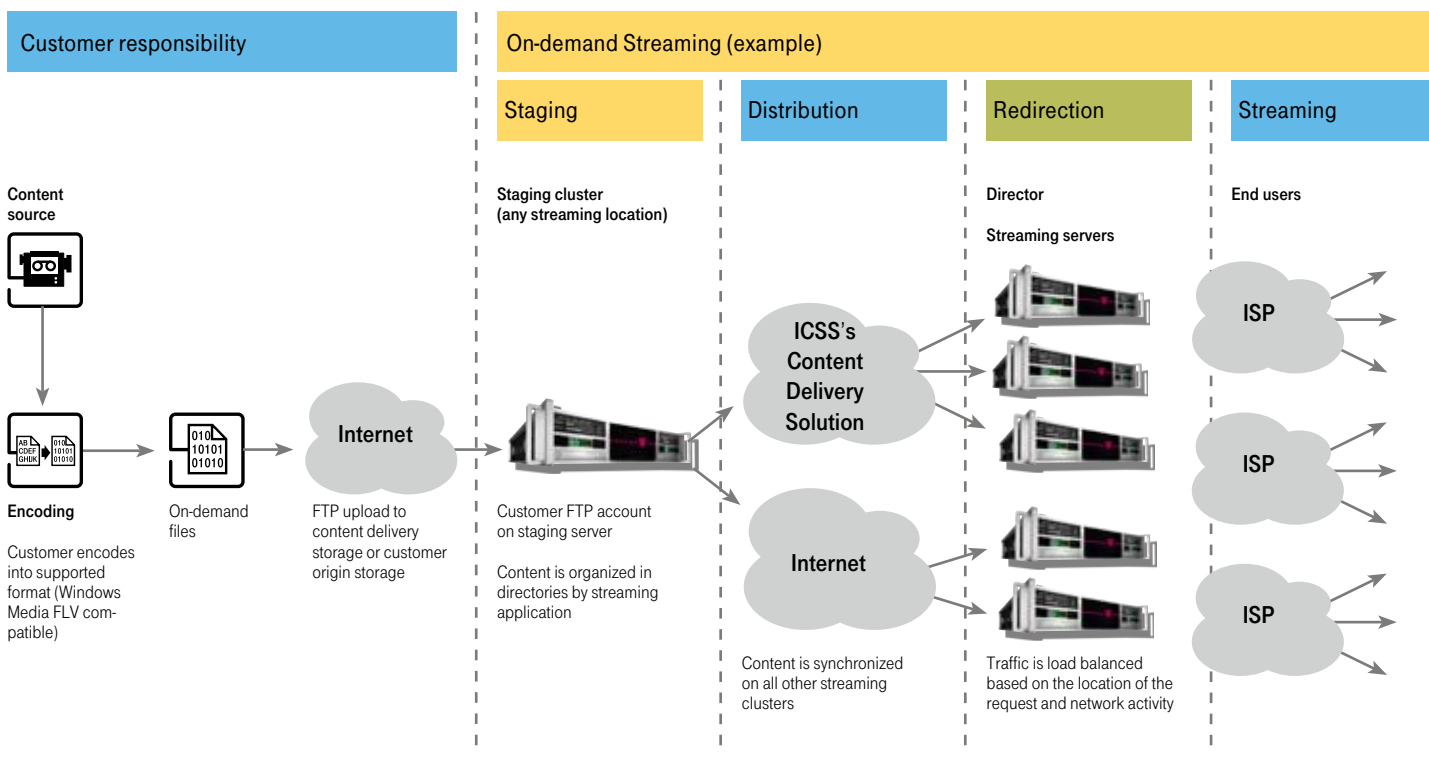 Customer responsibility
On-demand Streaming (example)
Staging
Distribution
Redirection
Streaming
Content
source
Staging cluster
(any streaming location)
Director
Streaming servers
End users
ICSS's
Content
Delivery
Solution
ISP
AB
CDEF
GHIJK
010
10101
01010
010
10101
01010
Internet
ISP
Encoding
Customer encodes
into supported
format (Windows
Media FLV com-
patible)
On-demand
files
FTP upload to
content delivery
storage or customer
origin storage
Customer FTP account
on staging server
Content is organized in
directories by streaming
application
Internet
Content is synchronized
on all other streaming
clusters
Traffic is load balanced
based on the location of the
request and network activity
ISP